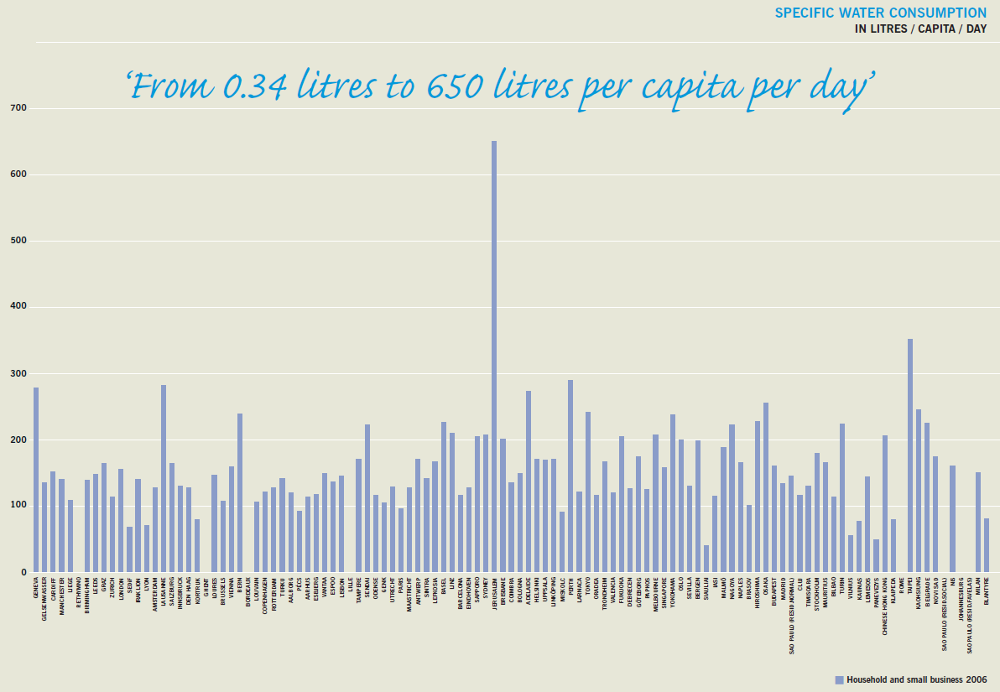 SPECIFIC WATER CONSUMPTION
IN LITRES / CAPITA / DAY
‘From 0.34 litres to 650 litres per capita per day’
700
600
500
400
300
200
100
0
GENEVA
GELSENWASSER
CARDIFF
MANCHESTER
LIEGE
RETHYMNO
BIRMINGHAM
LEEDS
GRAZ
ZURICH
LONDON
SEDIF
IRAKLION
LYON
AMSTERDAM
LAUSANNE
SALZBURG
INNSBRUCK
DEN HAAG
KORTRIJK
GHENT
LOURES
BRUSSELS
VIENNA
BERN
BORDEAUX
LOUVAIN
COPENHAGEN
ROTTERDAM
TURKU
AALBORG
PÉCS
AARHUS
ESBJERG
VANTAA
ESPOO
LISBON
LILLE
TAMPERE
SENDAI
ODENSE
GENK
UTRECHT
PARIS
MAASTRICHT
ANTWERP
SINTRA
LEFKOSIA
BASEL
LINZ
BARCELONA
EINDHOVEN
SAPPORO
SYDNEY
JERUSALEM
BRISBANE
COIMBRA
BOLOGNA
ADELAIDE
HELSINKI
UPPSALA
LINKÖPING
MISKOLC
PERTH
LARNACA
TOKYO
ORADEA
TRONDHEIM
VALENCIA
FUKUOKA
DEBRECEN
GÖTEBORG
PAPHOS
MELBOURNE
SINGAPORE
YOKOHAMA
OSLO
SEVILLA
BERGEN
SIAULIAI
IASI
MALMÖ
NAGOYA
NAPLES
BRASOV
HIROSHIMA
OSAKA
BUDAPEST
MADRID
SAO PAULO (RESID.NORMAL)
CLUJ
TIMISOARA
STOCKHOLM
MAURITIUS
BILBAO
TURIN
VILNIUS
KAUNAS
LEMESOS
PANEVEZYS
CHINESE HONG KONG
KLAIPEDA
ROME
TAIPEI
KAOHSIUNG
BELGRADE
NOVI SAD
SAO PAULO (RESID.SOCIAL)
NIS
JOHANNESBURG
SAO PAULO (RESID.FAVELAS)
MILAN
BLANTYRE
Household and small business 2006